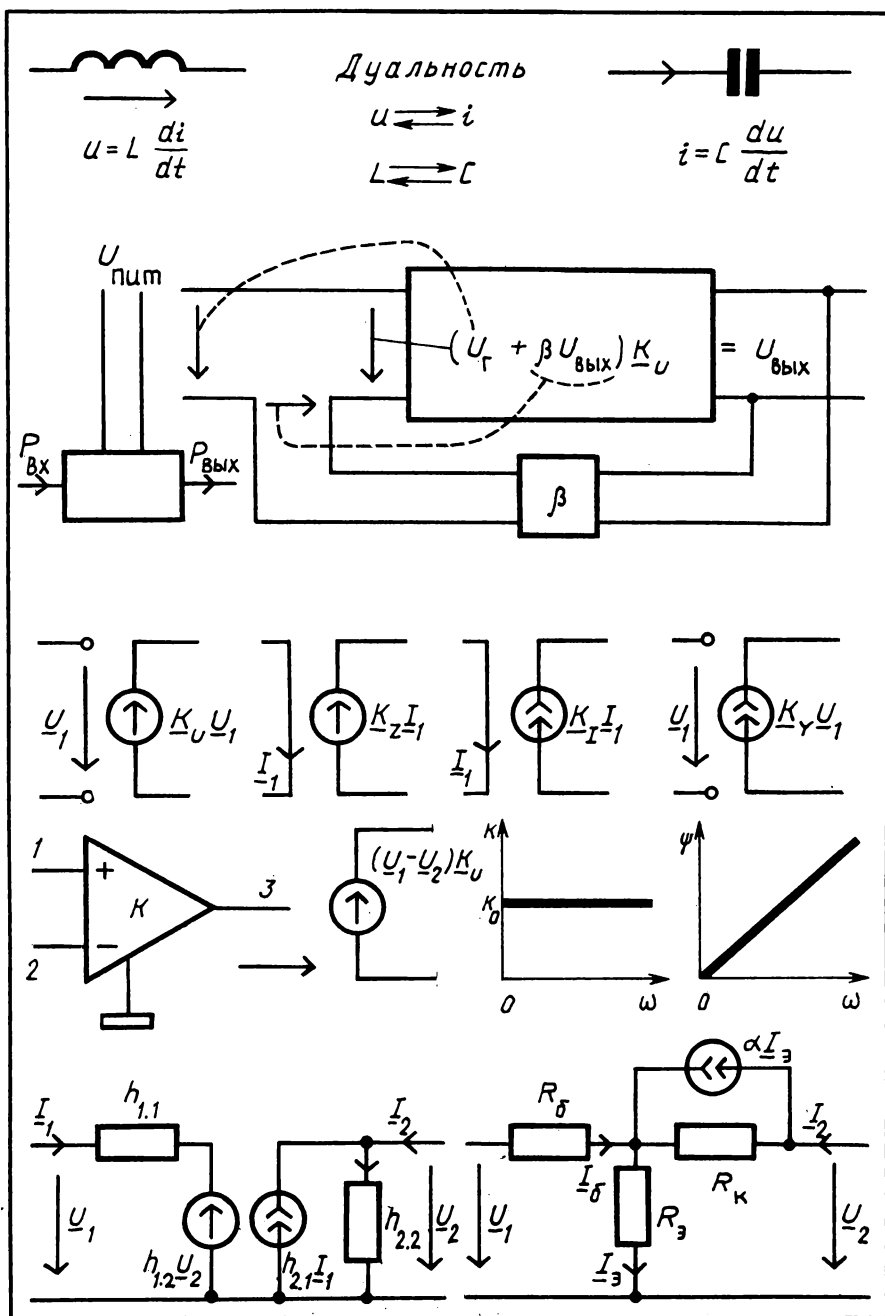 Дуальность
u ⇄ i
L ⇄ C
u = L di/dt
i = C du/dt
U пит
P вх
P вых
(U г + β U вых) K U = U вых
β
U 1
K U U 1
I 1
K Z I 1
I 1
K I I 1
U 1
K Y U 1
1
+
K
3
2
−
(U 1 − U 2) K U
K
K 0
0
ω
ψ
0
ω
I 1
h 1.1
U 1
h 1.2 U 2
h 2.1 I 1
I 2
h 2.2
U 2
α I э
R б
I б
R к
I 2
U 1
R э
I э
U 2